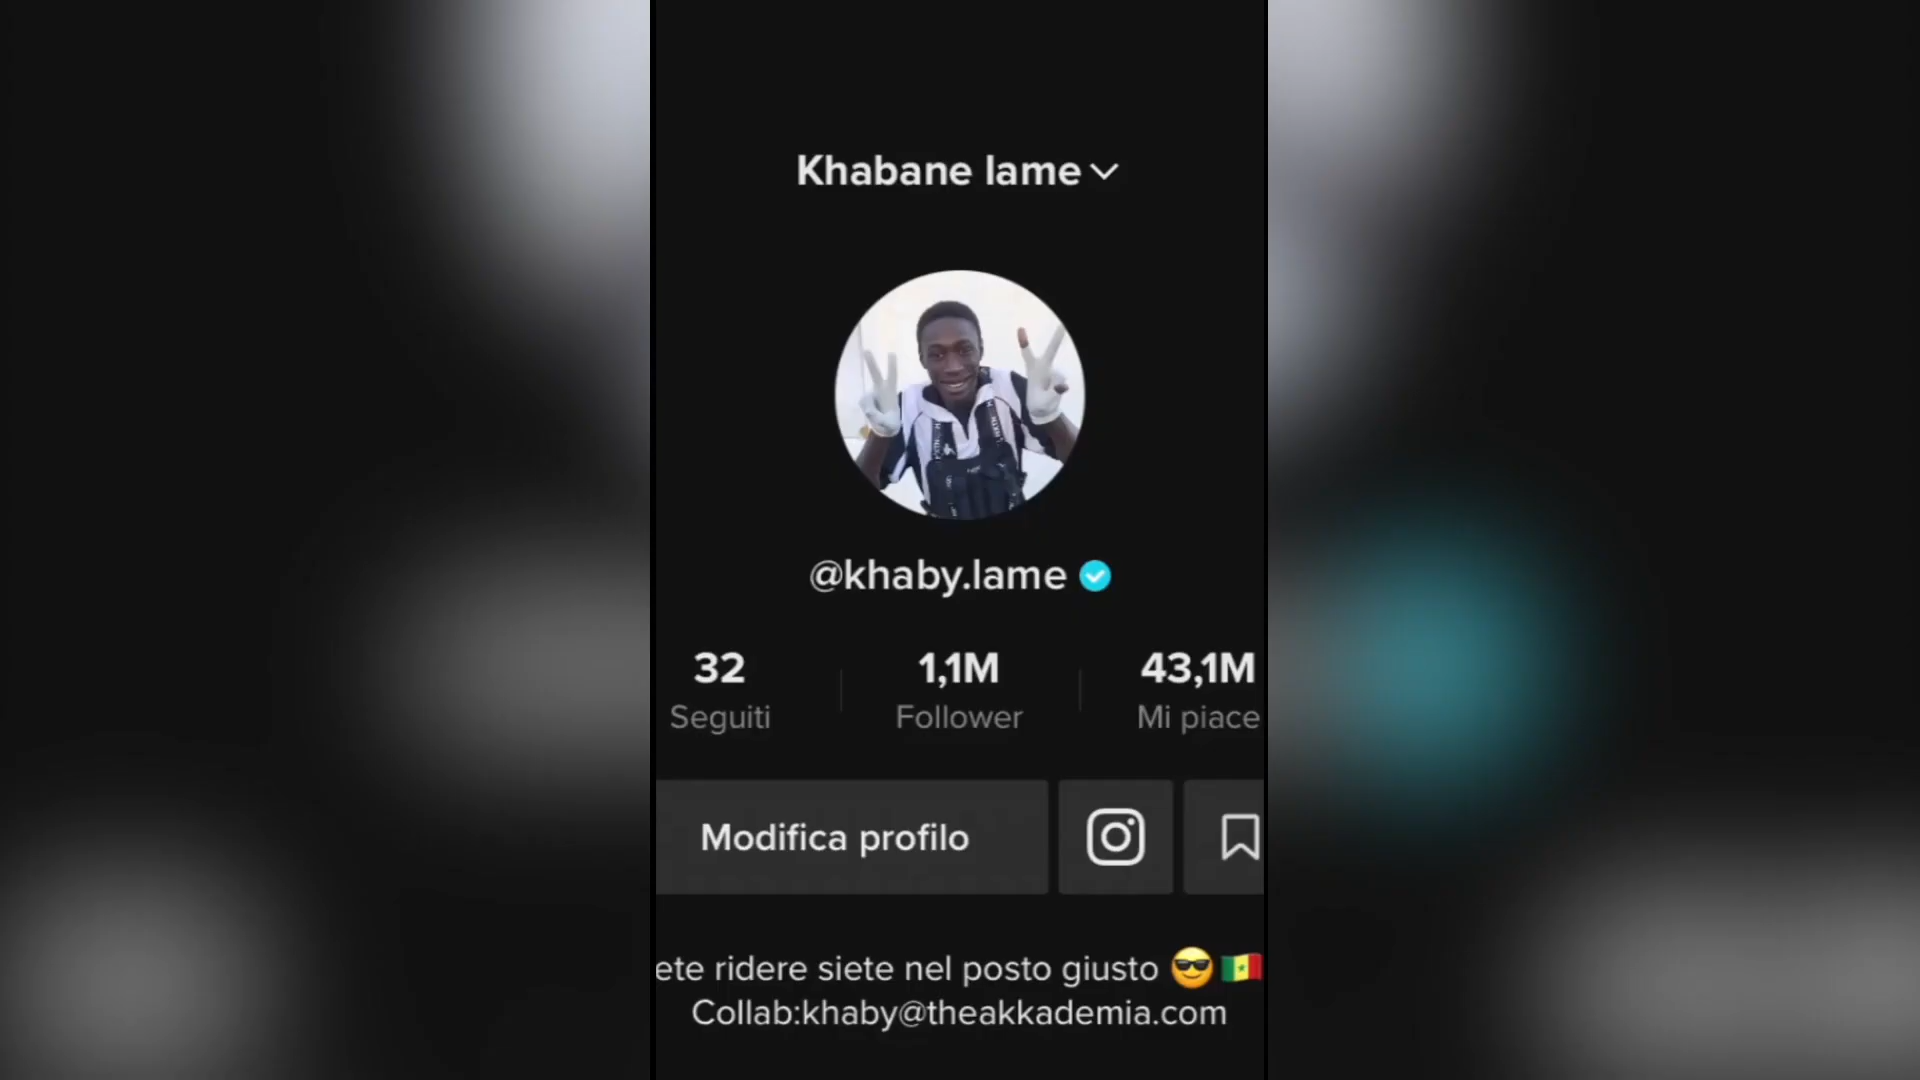 Khabane lame
@khaby.lame
32 1,1M 43,1M
Seguiti Follower Mi piace
Modifica profilo
ete ridere siete nel posto giusto 😎🇸🇳
Collab:khaby@theakkademia.com